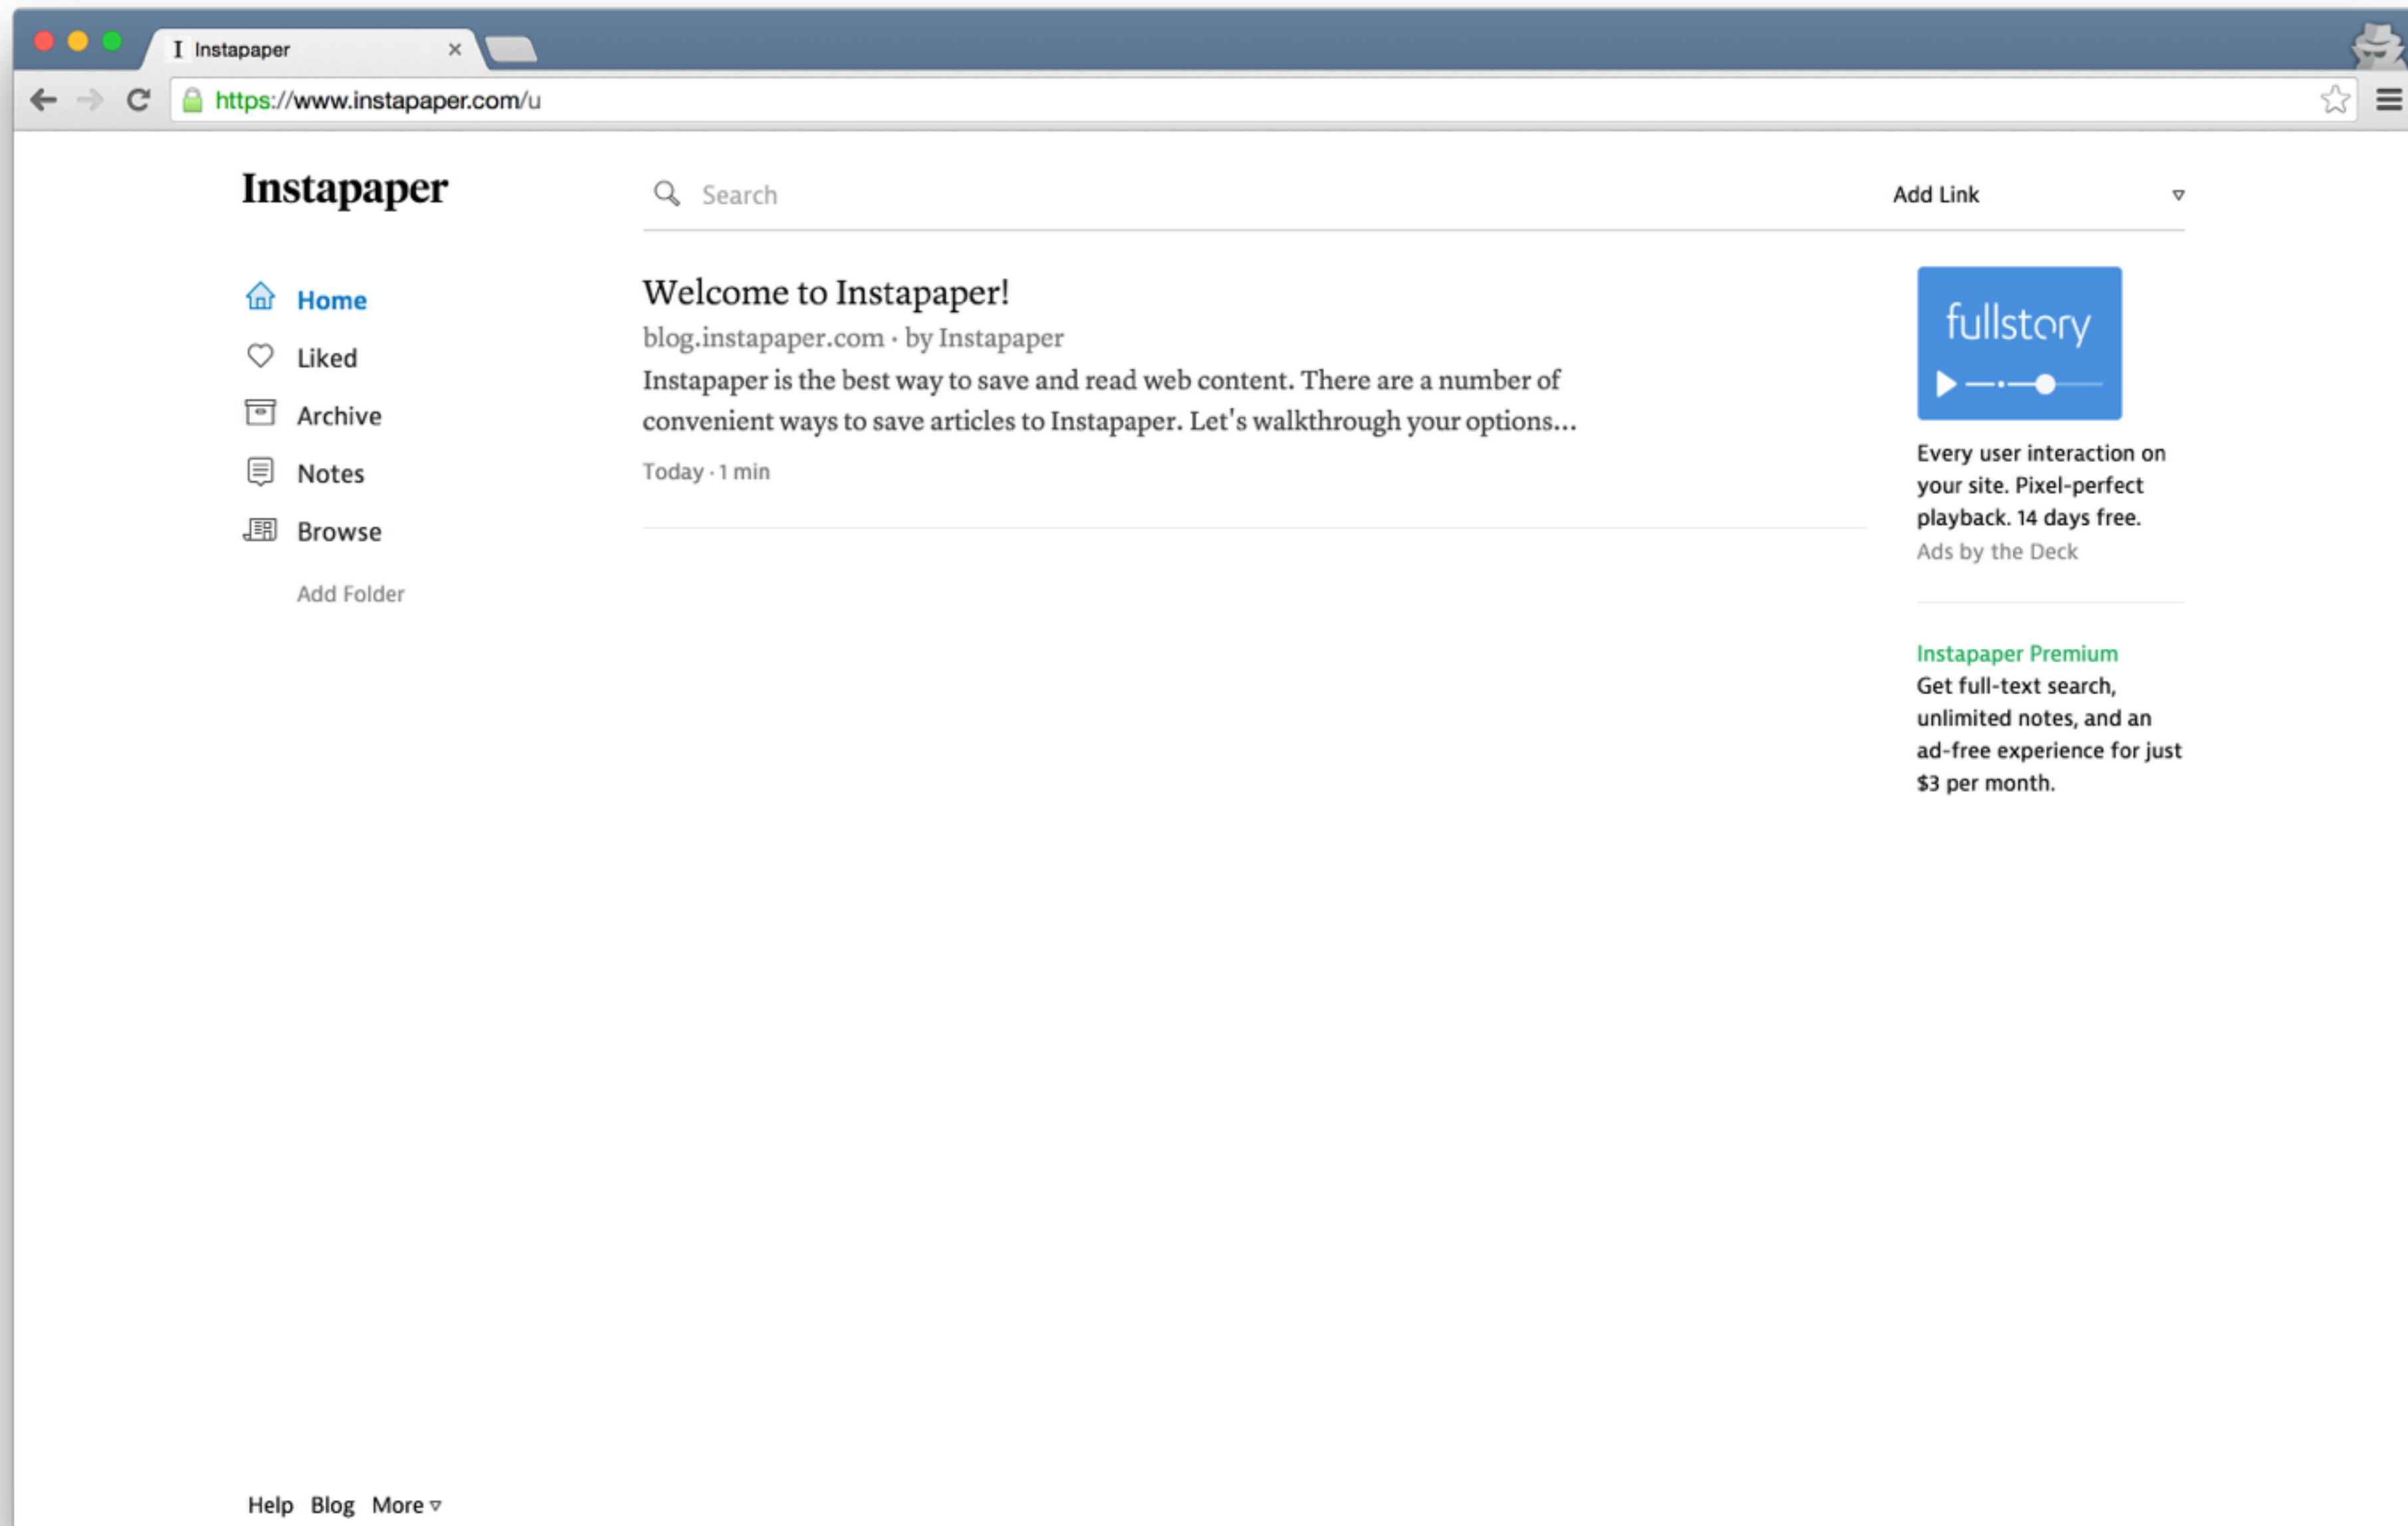 I Instapaper
https://www.instapaper.com/u
Instapaper
Search
Add Link
Home
Liked
Archive
Notes
Browse
Add Folder
Welcome to Instapaper!
blog.instapaper.com · by Instapaper
Instapaper is the best way to save and read web content. There are a number of
convenient ways to save articles to Instapaper. Let's walkthrough your options...
Today · 1 min
fullstory
Every user interaction on
your site. Pixel-perfect
playback. 14 days free.
Ads by the Deck
Instapaper Premium
Get full-text search,
unlimited notes, and an
ad-free experience for just
$3 per month.
Help Blog More